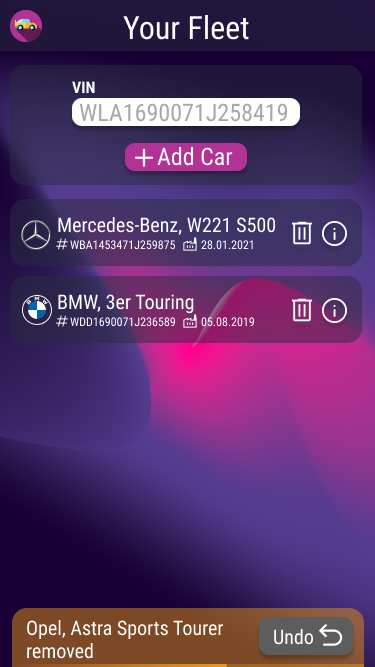 Your Fleet
VIN
WLA1690071J258419
+ Add Car
Mercedes-Benz, W221 S500
# WBA1453471J259875 28.01.2021
BMW, 3er Touring
# WDD1690071J236589 05.08.2019
Opel, Astra Sports Tourer
removed
Undo